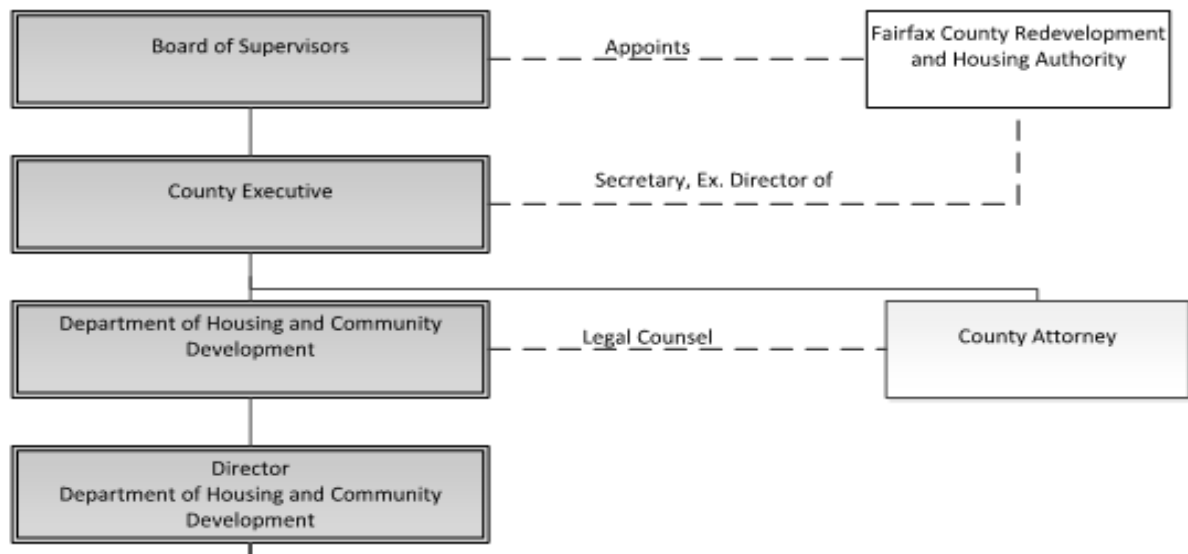 Board of Supervisors
Appoints
Fairfax County Redevelopment
and Housing Authority
County Executive
Secretary, Ex. Director of
Department of Housing and Community
Development
Legal Counsel
County Attorney
Director
Department of Housing and Community
Development